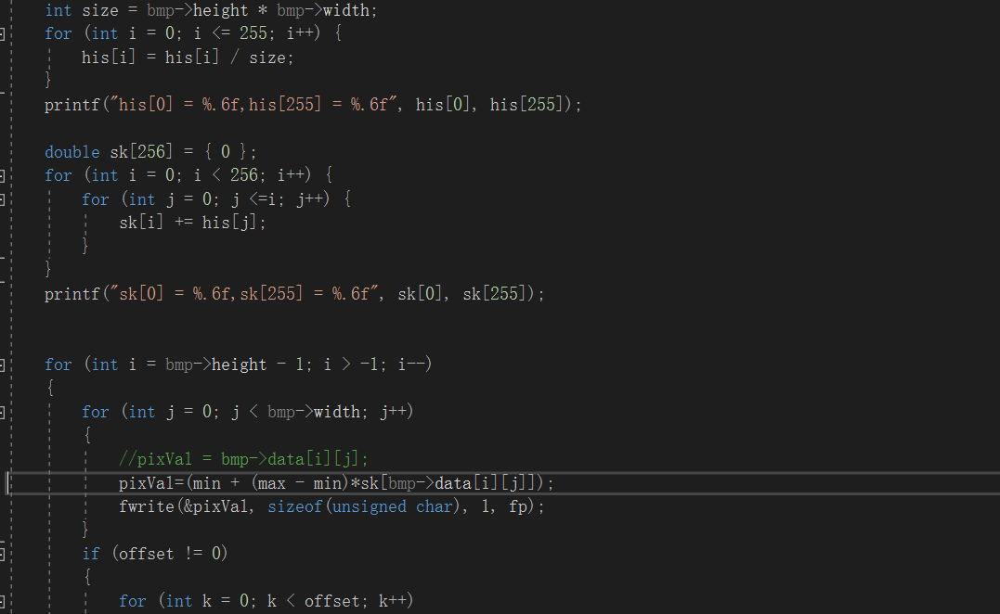 int size = bmp->height * bmp->width;
for (int i = 0; i <= 255; i++) {
his[i] = his[i] / size;
}
printf("his[0] = %.6f,his[255] = %.6f", his[0], his[255]);
double sk[256] = { 0 };
for (int i = 0; i < 256; i++) {
for (int j = 0; j <=i; j++) {
sk[i] += his[j];
}
}
printf("sk[0] = %.6f,sk[255] = %.6f", sk[0], sk[255]);
for (int i = bmp->height - 1; i > -1; i--)
{
for (int j = 0; j < bmp->width; j++)
{
//pixVal = bmp->data[i][j];
pixVal=(min + (max - min)*sk[bmp->data[i][j]]);
fwrite(&pixVal, sizeof(unsigned char), 1, fp);
}
if (offset != 0)
{
for (int k = 0; k < offset; k++)